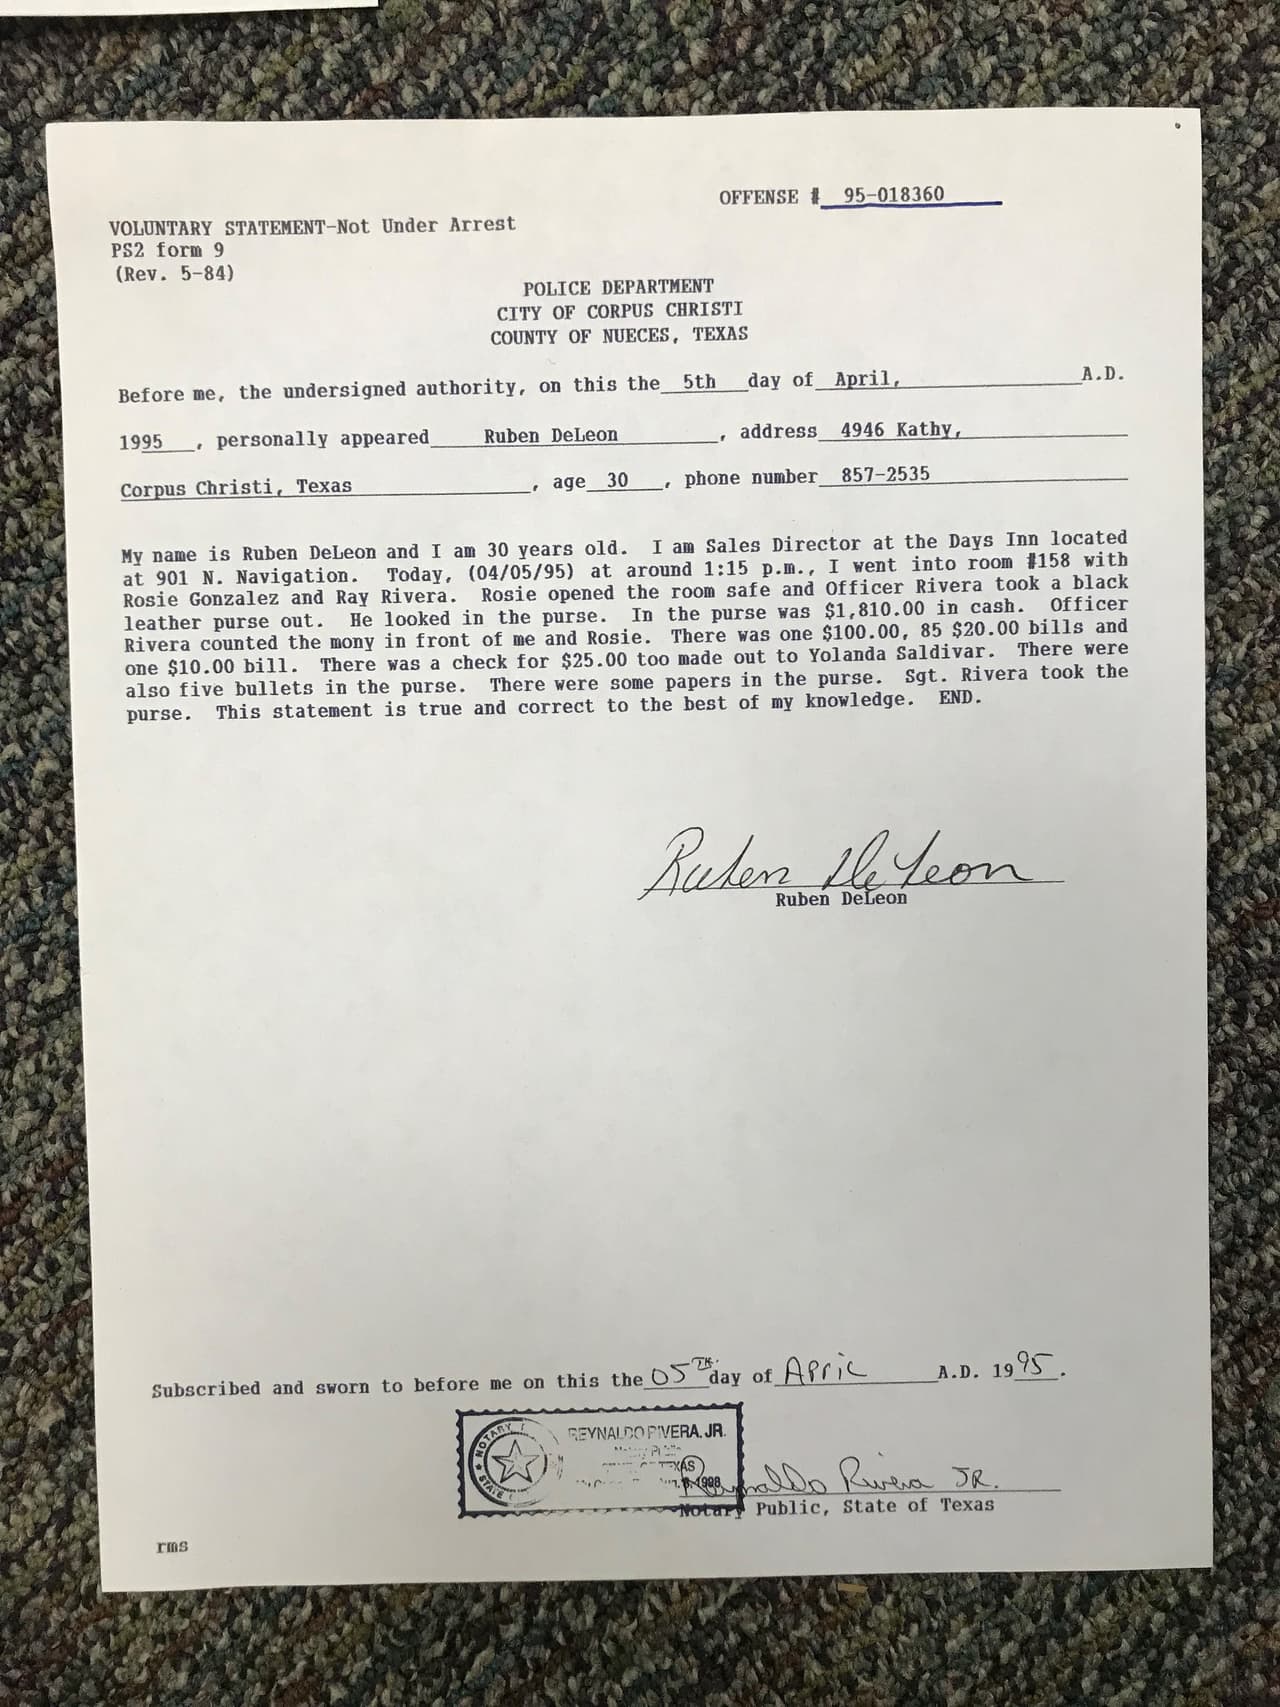 OFFENSE # 95-018360
VOLUNTARY STATEMENT-Not Under Arrest
PS2 form 9
(Rev. 5-84)
POLICE DEPARTMENT
CITY OF CORPUS CHRISTI
COUNTY OF NUECES, TEXAS
Before me, the undersigned authority, on this the 5th day of April, A.D.
1995, personally appeared Ruben DeLeon, address 4946 Kathy,
Corpus Christi, Texas, age 30, phone number 857-2535
My name is Ruben DeLeon and I am 30 years old. I am Sales Director at the Days Inn located
at 901 N. Navigation. Today, (04/05/95) at around 1:15 p.m., I went into room #158 with
Rosie Gonzalez and Ray Rivera. Rosie opened the room safe and Officer Rivera took a black
leather purse out. He looked in the purse. In the purse was $1,810.00 in cash. Officer
Rivera counted the mony in front of me and Rosie. There was one $100.00, 85 $20.00 bills and
one $10.00 bill. There was a check for $25.00 too made out to Yolanda Saldivar. There were
also five bullets in the purse. There were some papers in the purse. Sgt. Rivera took the
purse. This statement is true and correct to the best of my knowledge. END.
Ruben DeLeon
Ruben DeLeon
Subscribed and sworn to before me on this the 05TH day of April A.D. 1995.
NOTARY
STATE
REYNALDO RIVERA, JR.
Notary Public
TEXAS
1998
Reynaldo Rivera JR.
Notary Public, State of Texas
rms